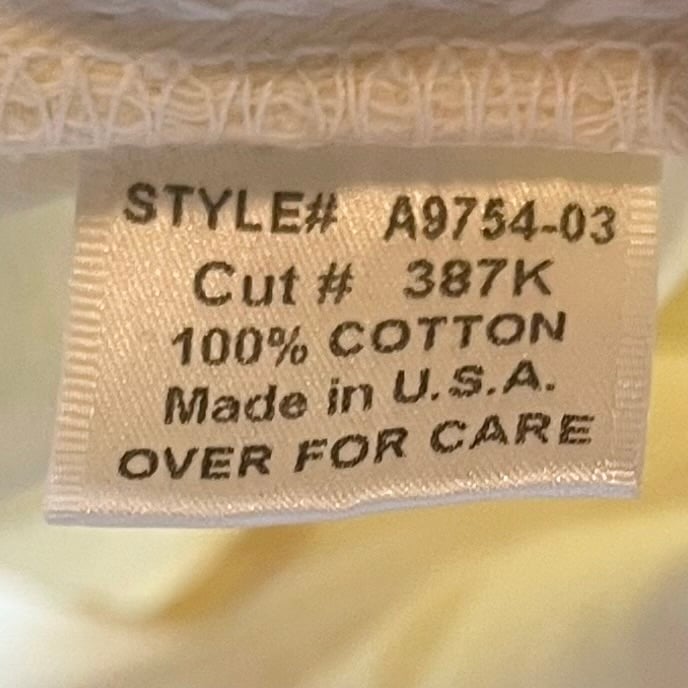 STYLE# A9754-03
Cut # 387K
100% COTTON
Made in U.S.A.
OVER FOR CARE